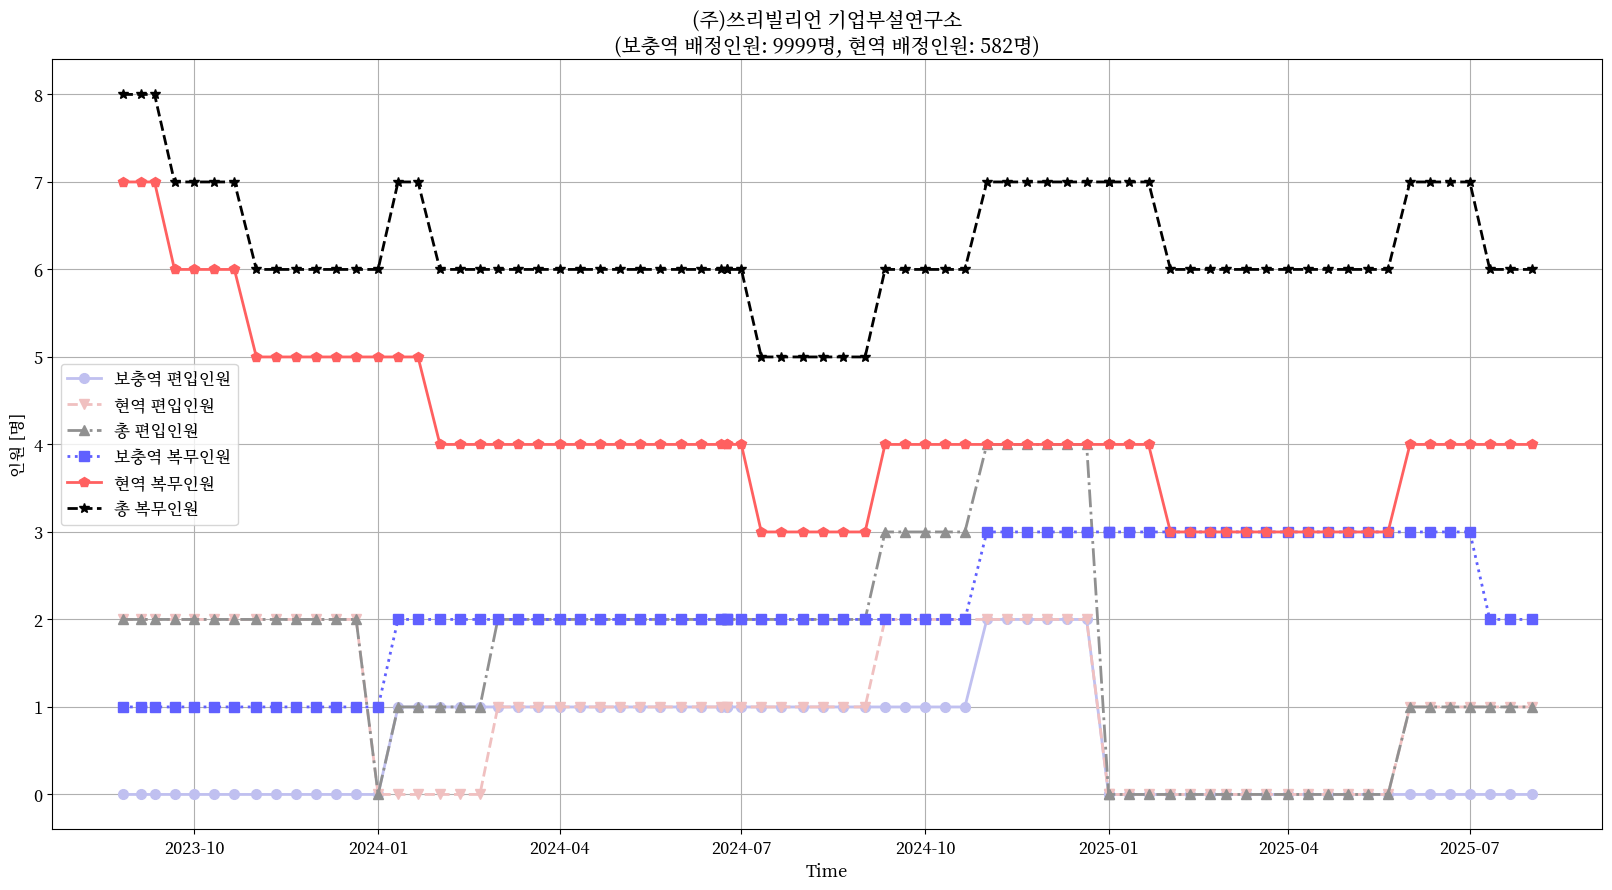 (주)쓰리빌리언 기업부설연구소
(보충역 배정인원: 9999명, 현역 배정인원: 582명)
8
7
6
5
4
3
2
1
0
인원 [명]
보충역 편입인원
현역 편입인원
총 편입인원
보충역 복무인원
현역 복무인원
총 복무인원
2023-10
2024-01
2024-04
2024-07
2024-10
2025-01
2025-04
2025-07
Time